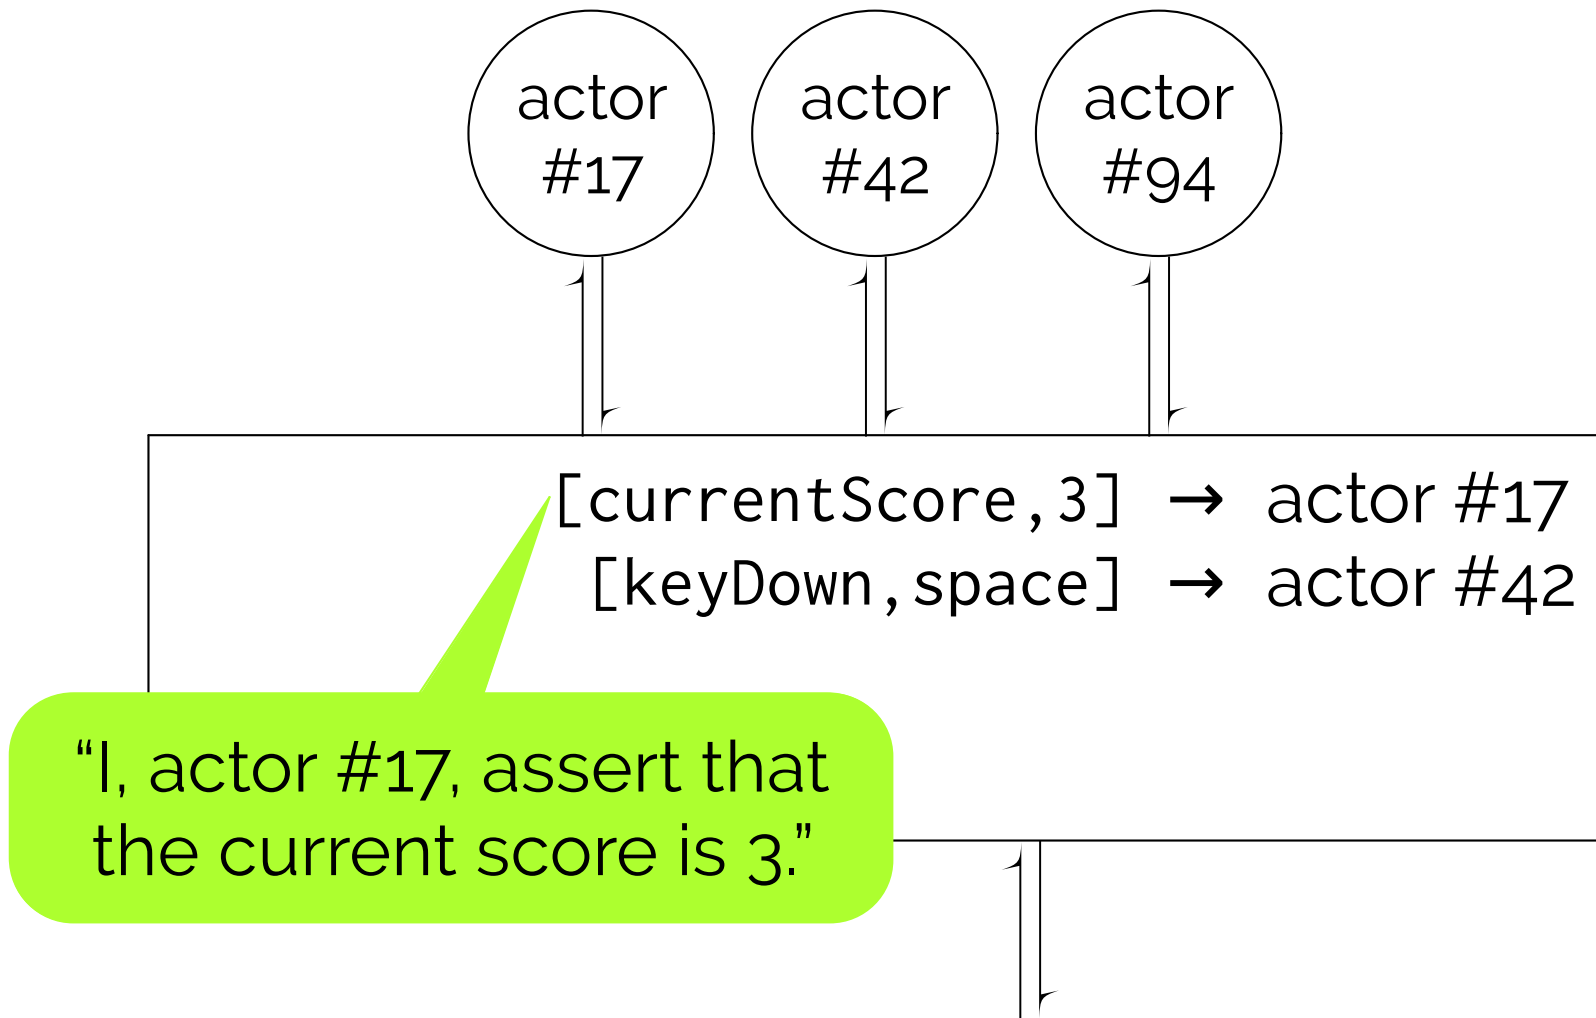 actor
#17
actor
#42
actor
#94
[currentScore,3] → actor #17
[keyDown,space] → actor #42
“I, actor #17, assert that
the current score is 3.”